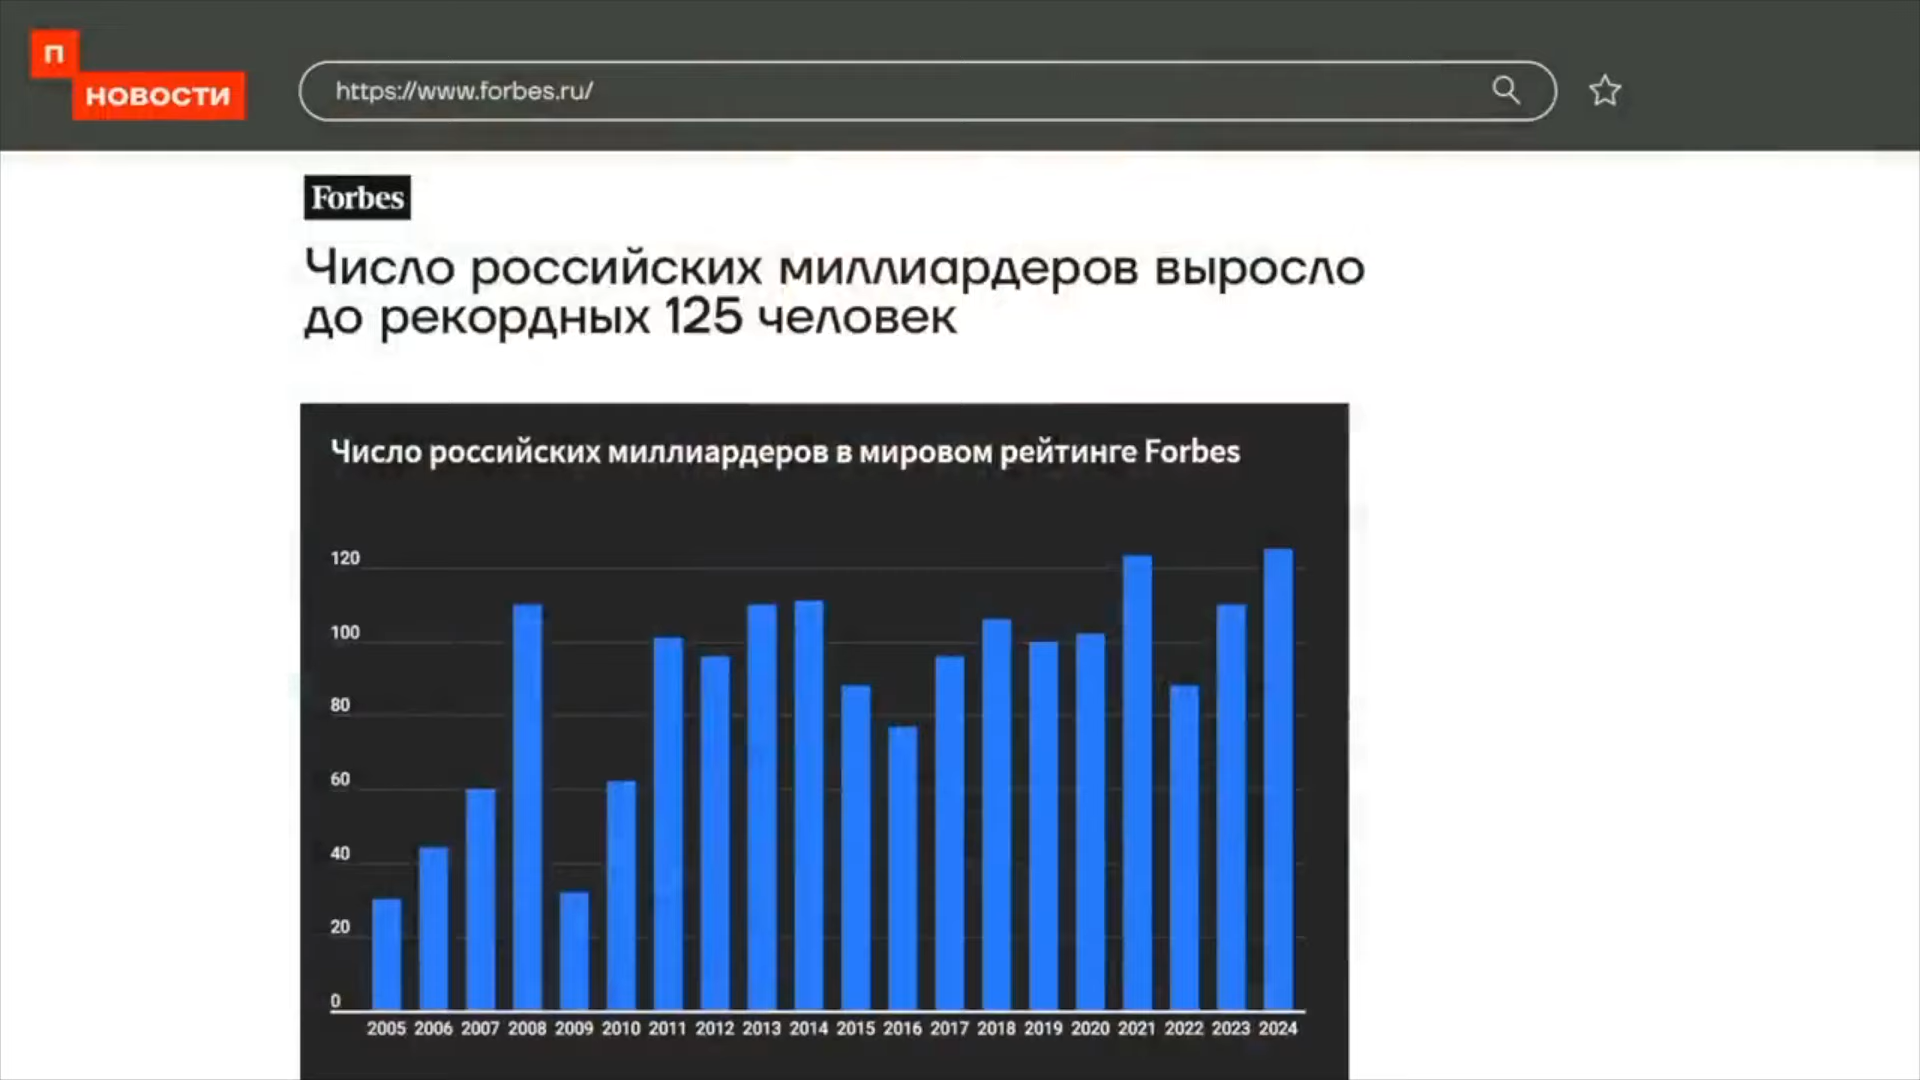 П
НОВОСТИ
https://www.forbes.ru/
Forbes
Число российских миллиардеров выросло
до рекордных 125 человек
Число российских миллиардеров в мировом рейтинге Forbes
120
100
80
60
40
20
0
2005 2006 2007 2008 2009 2010 2011 2012 2013 2014 2015 2016 2017 2018 2019 2020 2021 2022 2023 2024